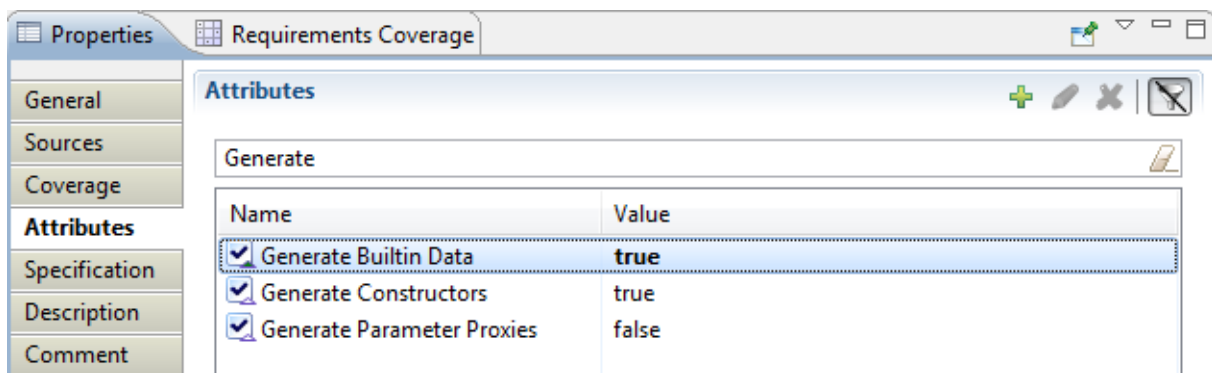 Properties Requirements Coverage
General
Sources
Coverage
Attributes
Specification
Description
Comment
Attributes
Generate
Name Value
Generate Builtin Data true
Generate Constructors true
Generate Parameter Proxies false